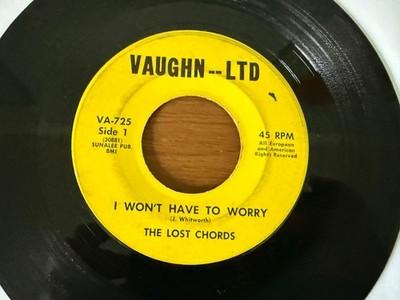 VAUGHN -- LTD
VA-725
Side 1
(30881)
SUNALEE PUB.
BMI
45 RPM
All European
and American
Rights Reserved
I WON'T HAVE TO WORRY
(J. Whitworth)
THE LOST CHORDS